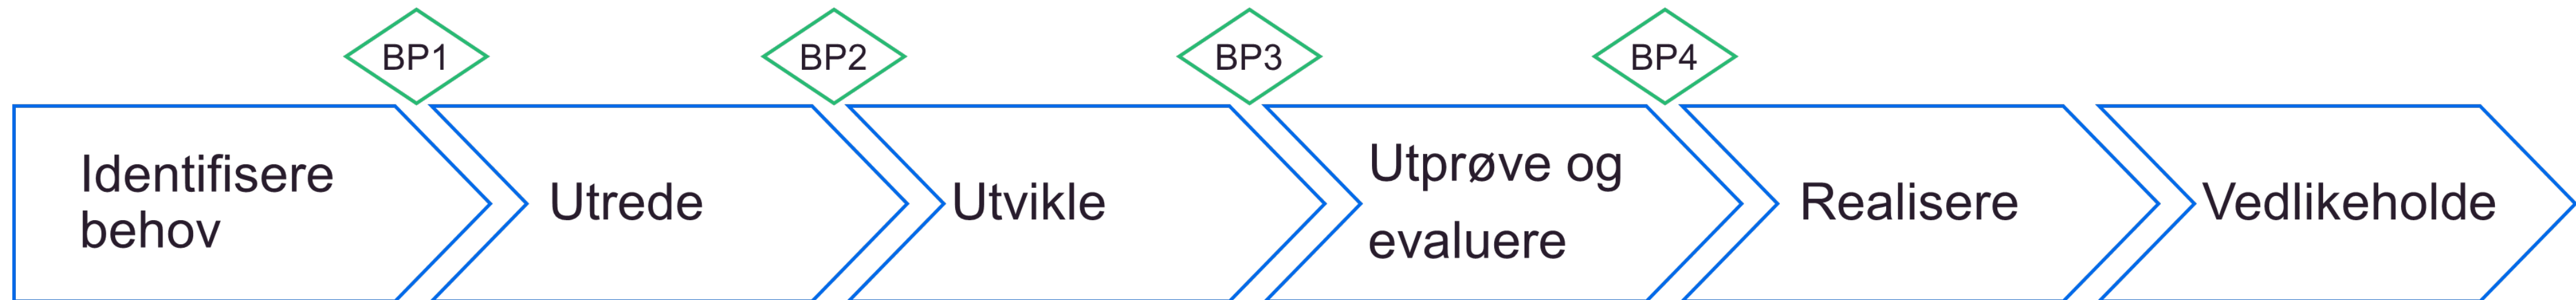 BP1
BP2
BP3
BP4
Identifisere
behov
Utrede
Utvikle
Utprøve og
evaluere
Realisere
Vedlikeholde